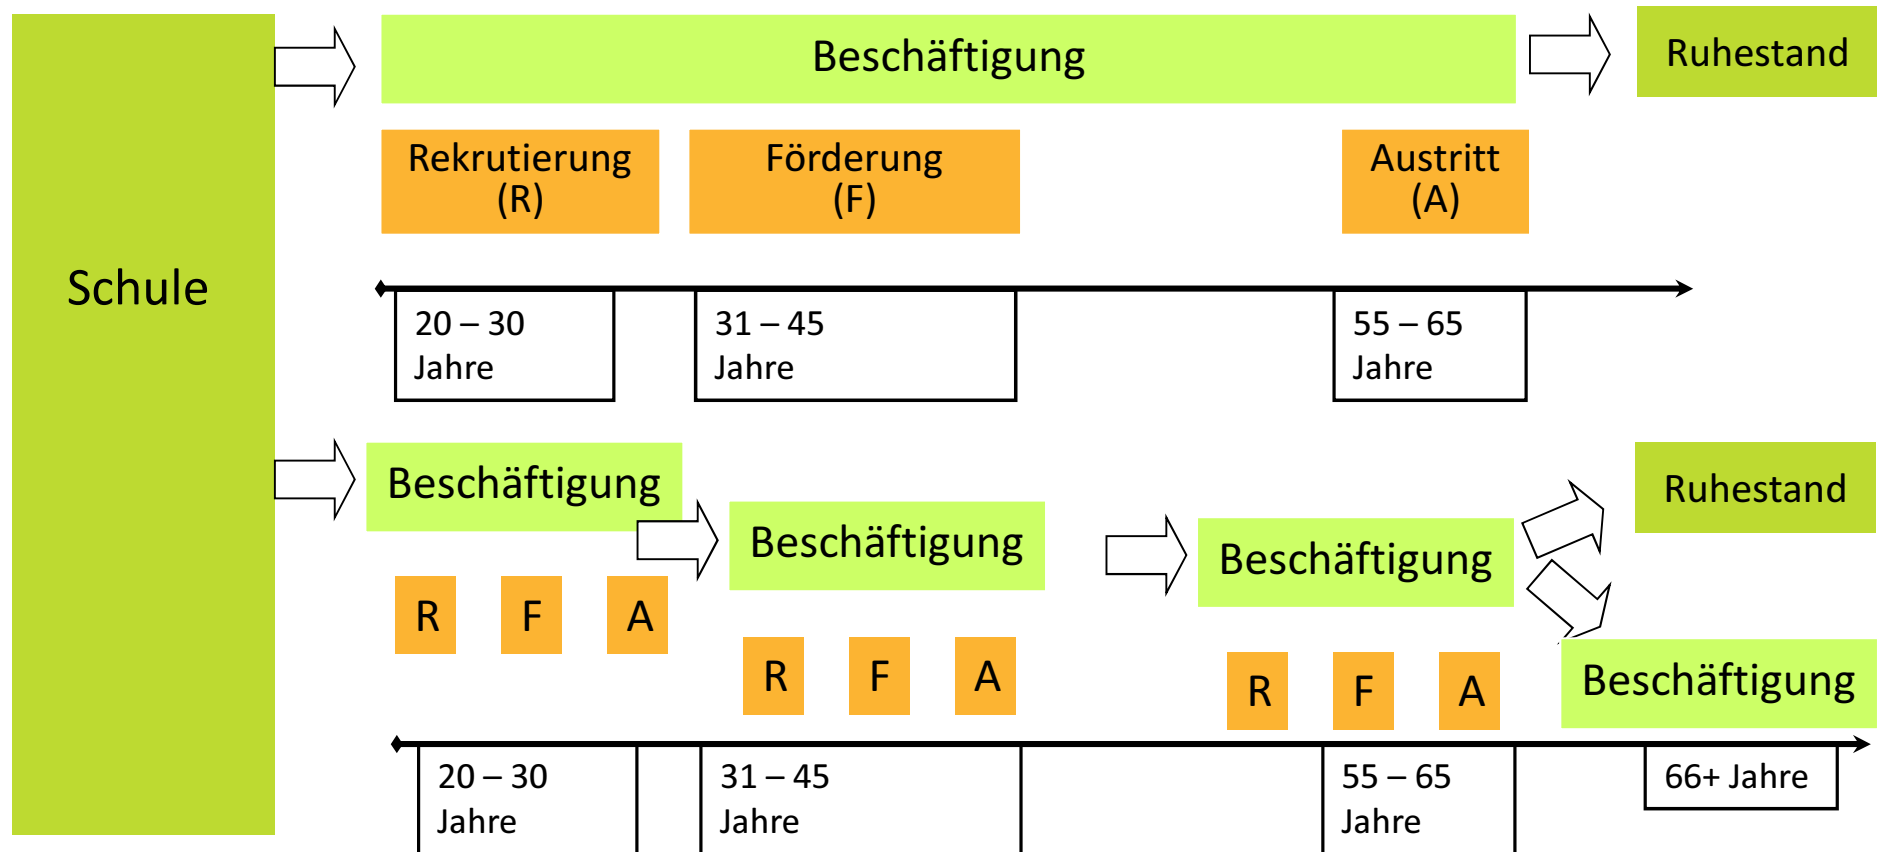 Schule
Beschäftigung
Ruhestand
Rekrutierung
(R)
Förderung
(F)
Austritt
(A)
20 – 30
Jahre
31 – 45
Jahre
55 – 65
Jahre
Beschäftigung
Beschäftigung
Beschäftigung
Ruhestand
Beschäftigung
R F A
R F A
R F A
20 – 30
Jahre
31 – 45
Jahre
55 – 65
Jahre
66+ Jahre